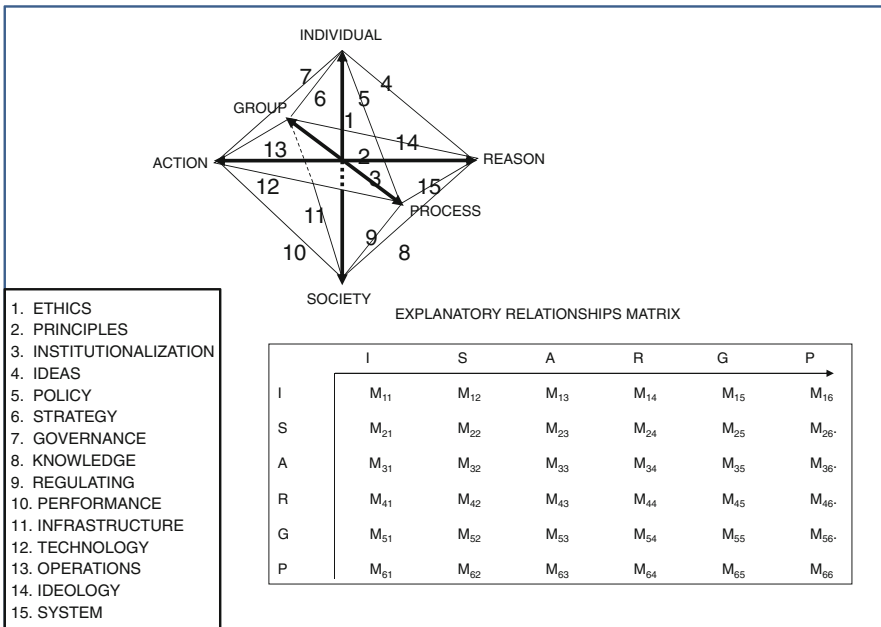 INDIVIDUAL
7
4
6
5
GROUP
1
14
13
2
ACTION
REASON
3
15
12
11
PROCESS
9
10
8
SOCIETY
1. ETHICS
2. PRINCIPLES
3. INSTITUTIONALIZATION
4. IDEAS
5. POLICY
6. STRATEGY
7. GOVERNANCE
8. KNOWLEDGE
9. REGULATING
10. PERFORMANCE
11. INFRASTRUCTURE
12. TECHNOLOGY
13. OPERATIONS
14. IDEOLOGY
15. SYSTEM
EXPLANATORY RELATIONSHIPS MATRIX
I S A R G P
I M₁₁ M₁₂ M₁₃ M₁₄ M₁₅ M₁₆
S M₂₁ M₂₂ M₂₃ M₂₄ M₂₅ M₂₆.
A M₃₁ M₃₂ M₃₃ M₃₄ M₃₅ M₃₆.
R M₄₁ M₄₂ M₄₃ M₄₄ M₄₅ M₄₆.
G M₅₁ M₅₂ M₅₃ M₅₄ M₅₅ M₅₆.
P M₆₁ M₆₂ M₆₃ M₆₄ M₆₅ M₆₆